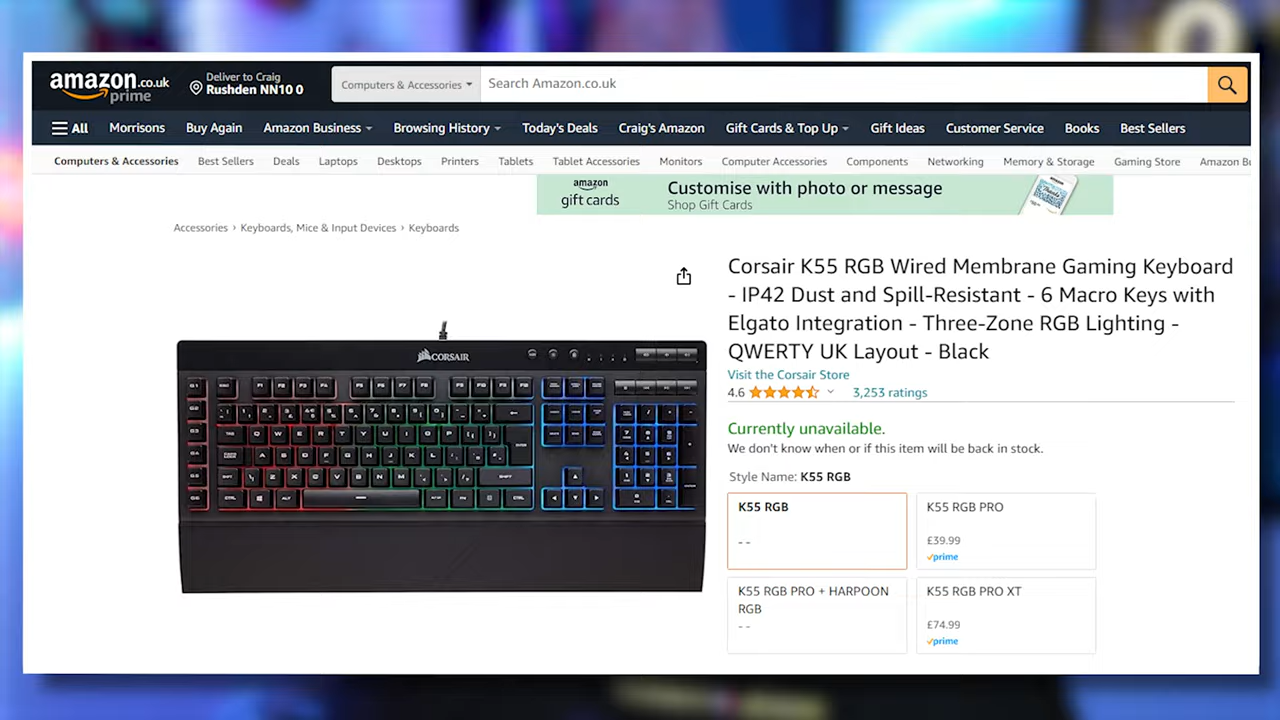 amazon.co.uk
prime
Deliver to Craig
Rushden NN10 0
Computers & Accessories
Search Amazon.co.uk
All
Morrisons
Buy Again
Amazon Business
Browsing History
Today's Deals
Craig's Amazon
Gift Cards & Top Up
Gift Ideas
Customer Service
Books
Best Sellers
Computers & Accessories
Best Sellers
Deals
Laptops
Desktops
Printers
Tablets
Tablet Accessories
Monitors
Computer Accessories
Components
Networking
Memory & Storage
Gaming Store
Amazon
amazon
gift cards
Customise with photo or message
Shop Gift Cards
Accessories › Keyboards, Mice & Input Devices › Keyboards
CORSAIR
Corsair K55 RGB Wired Membrane Gaming Keyboard
- IP42 Dust and Spill-Resistant - 6 Macro Keys with
Elgato Integration - Three-Zone RGB Lighting -
QWERTY UK Layout - Black
Visit the Corsair Store
4.6
3,253 ratings
Currently unavailable.
We don't know when or if this item will be back in stock.
Style Name: K55 RGB
K55 RGB
- -
K55 RGB PRO
£39.99
prime
K55 RGB PRO + HARPOON
RGB
- -
K55 RGB PRO XT
£74.99
prime